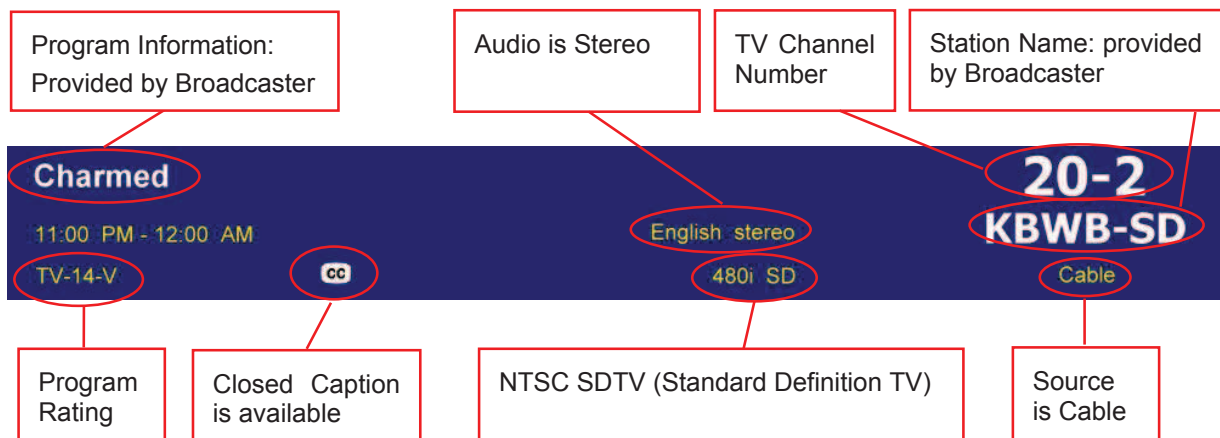 Program Information:
Provided by Broadcaster
Audio is Stereo
TV Channel
Number
Station Name: provided
by Broadcaster
Charmed
20-2
11:00 PM - 12:00 AM
English stereo
KBWB-SD
TV-14-V
cc
480i SD
Cable
Program
Rating
Closed Caption
is available
NTSC SDTV (Standard Definition TV)
Source
is Cable